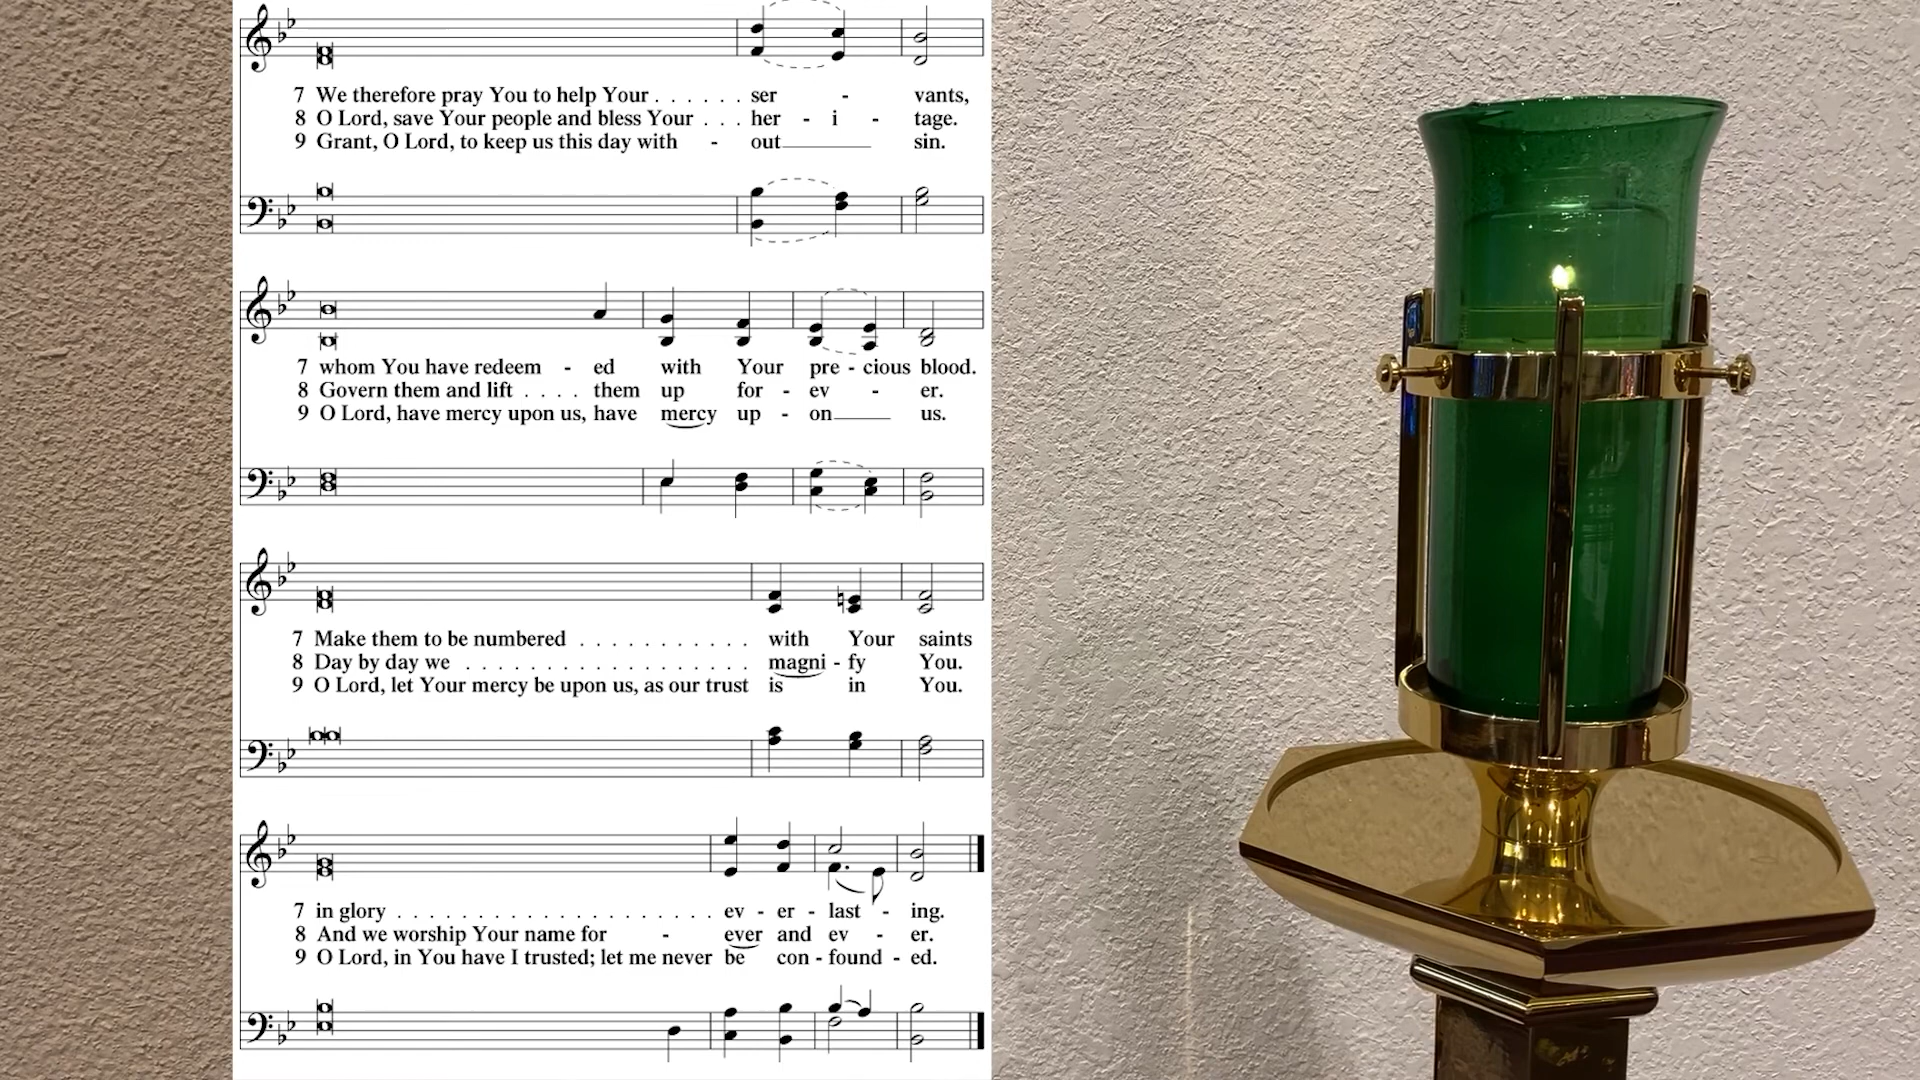 7 We therefore pray You to help Your . . . . . . ser - vants,
8 O Lord, save Your people and bless Your . . . her - i - tage.
9 Grant, O Lord, to keep us this day with - out sin.
7 whom You have redeem - ed with Your pre - cious blood.
8 Govern them and lift . . . . them up for - ev - er.
9 O Lord, have mercy upon us, have mercy up - on us.
7 Make them to be numbered . . . . . . . . . . . with Your saints
8 Day by day we . . . . . . . . . . . . . . . . . . magni - fy You.
9 O Lord, let Your mercy be upon us, as our trust is in You.
7 in glory . . . . . . . . . . . . . . . . . . . . ev - er - last - ing.
8 And we worship Your name for - ever and ev - er.
9 O Lord, in You have I trusted; let me never be con - found - ed.